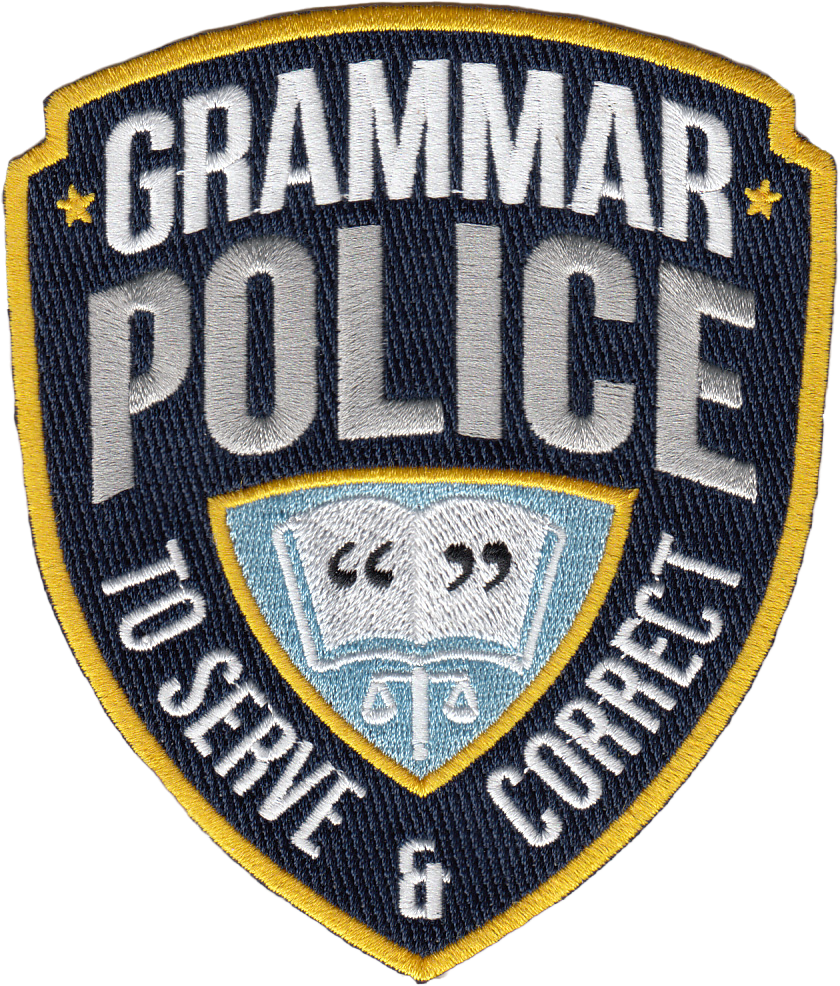 GRAMMAR
POLICE
“ ”
TO SERVE & CORRECT